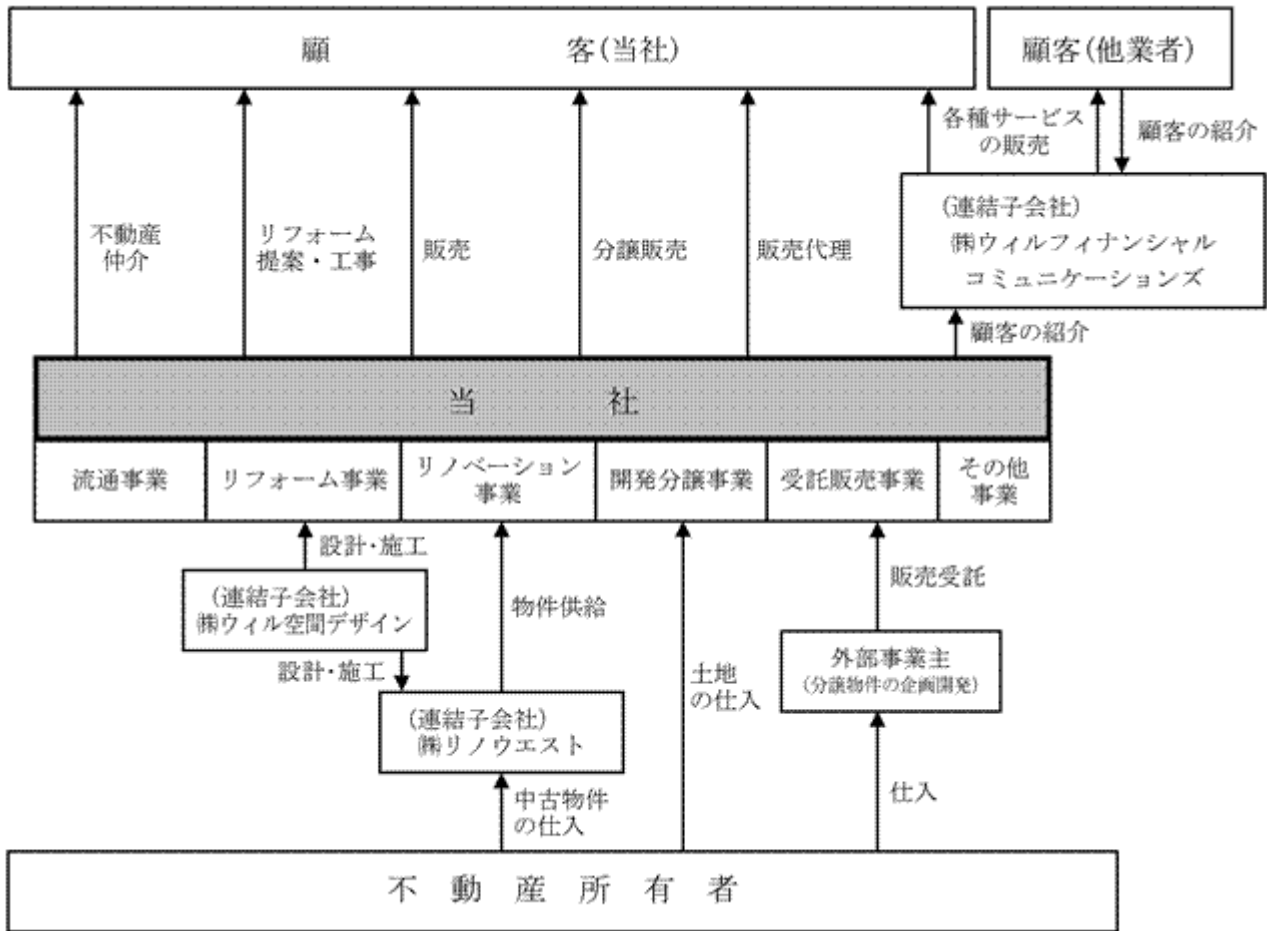 顧　　　　　客(当社)
顧客(他業者)
各種サービス
の販売
顧客の紹介
(連結子会社)
㈱ウィルフィナンシャル
コミュニケーションズ
不動産
仲介
リフォーム
提案・工事
販売
分譲販売
販売代理
顧客の紹介
当　　　社
流通事業
リフォーム事業
リノベーション
事業
開発分譲事業
受託販売事業
その他
事業
設計・施工
(連結子会社)
㈱ウィル空間デザイン
設計・施工
物件供給
(連結子会社)
㈱リノウエスト
中古物件
の仕入
土地
の仕入
販売受託
外部事業主
(分譲物件の企画開発)
仕入
不　動　産　所　有　者